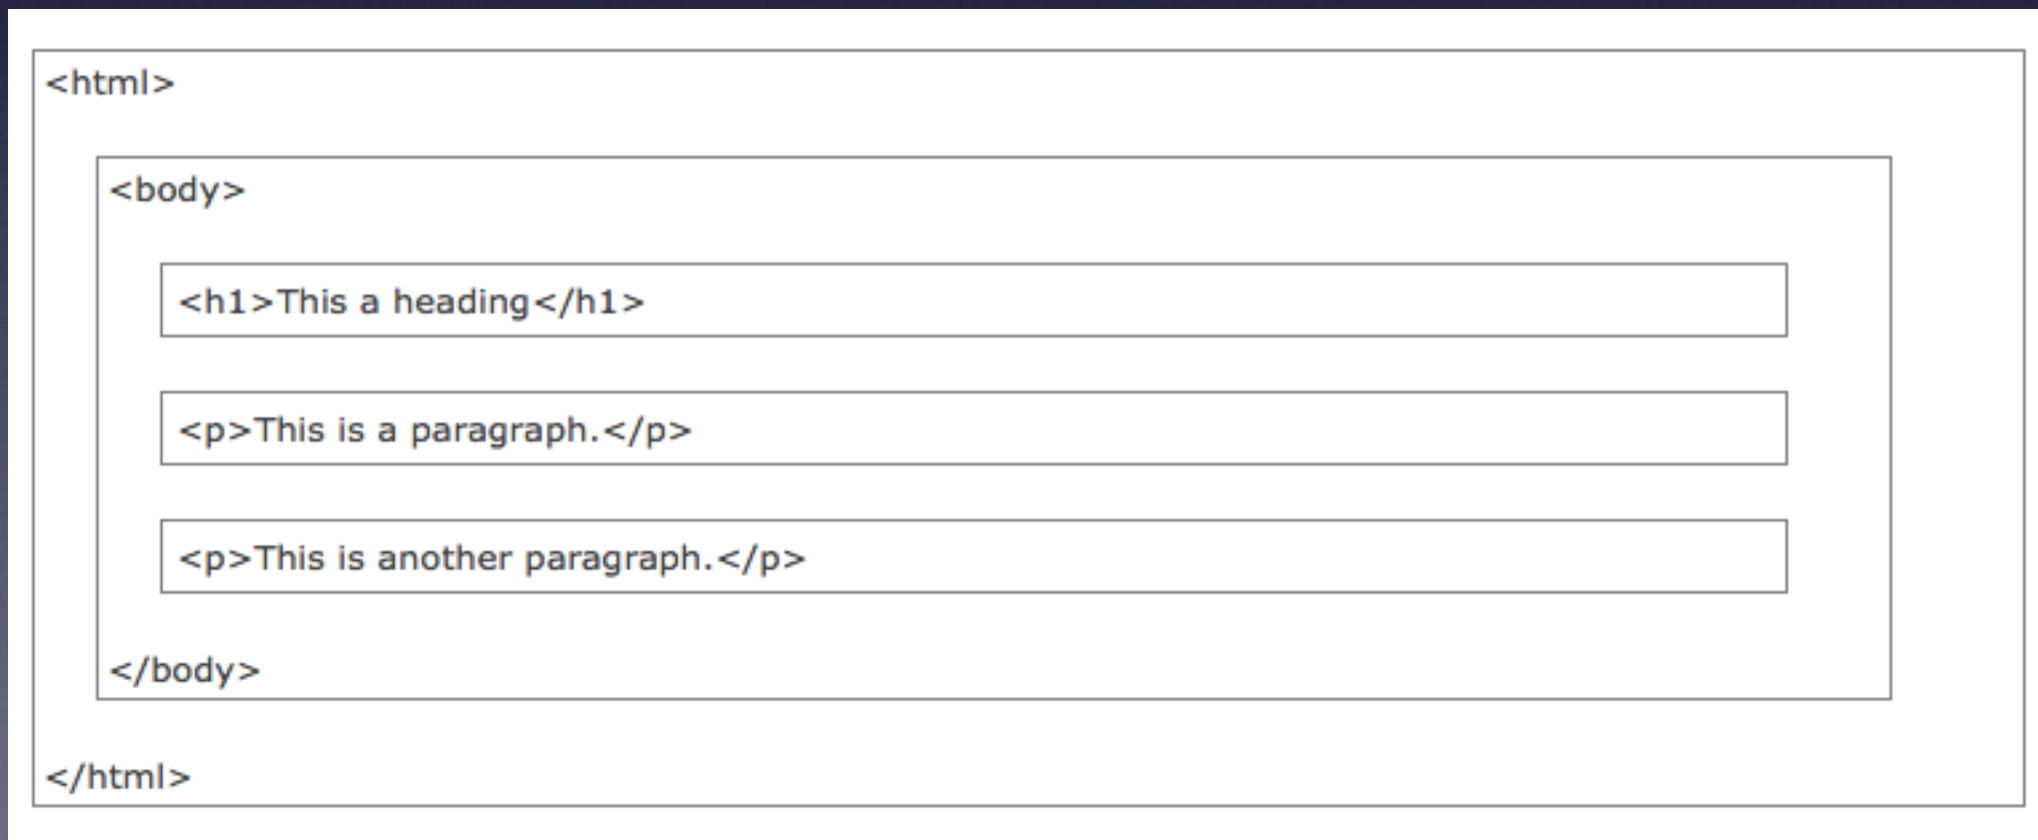 <html>
<body>
<h1>This a heading</h1>
<p>This is a paragraph.</p>
<p>This is another paragraph.</p>
</body>
</html>